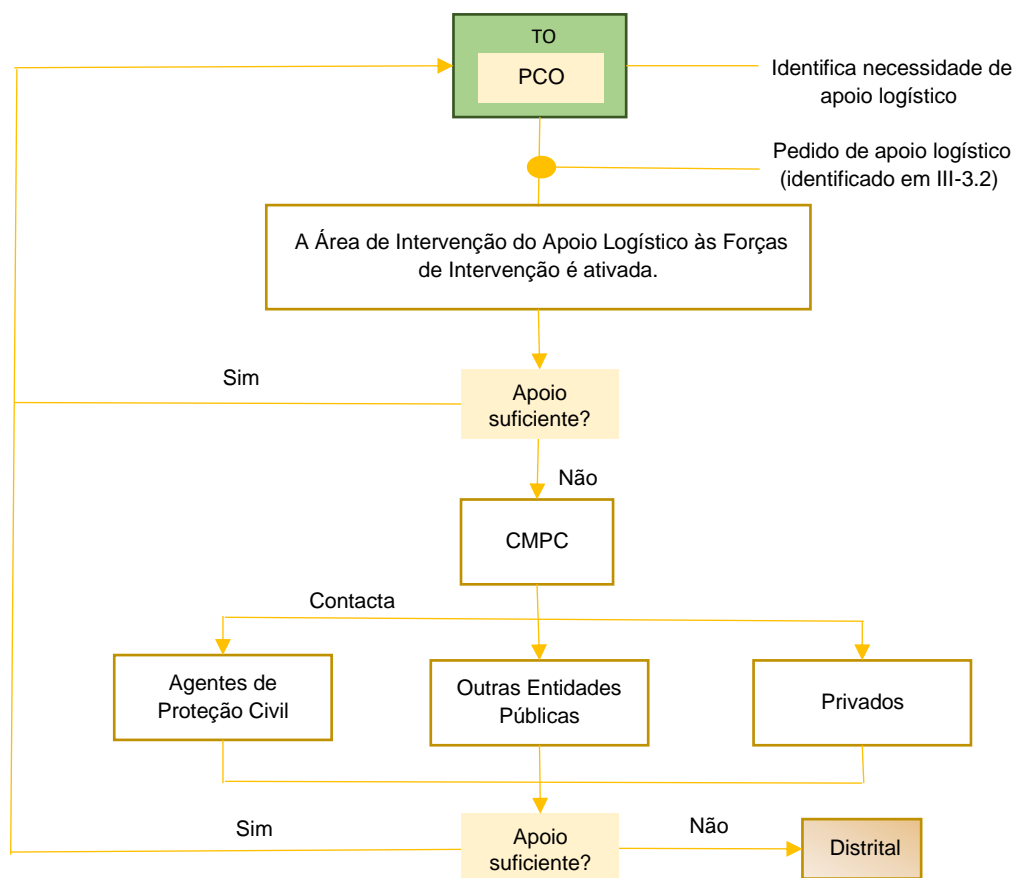 TO
PCO
Identifica necessidade de
apoio logístico
Pedido de apoio logístico
(identificado em III-3.2)
A Área de Intervenção do Apoio Logístico às Forças
de Intervenção é ativada.
Sim
Apoio
suficiente?
Não
CMPC
Contacta
Agentes de
Proteção Civil
Outras Entidades
Públicas
Privados
Sim
Apoio
suficiente?
Não
Distrital